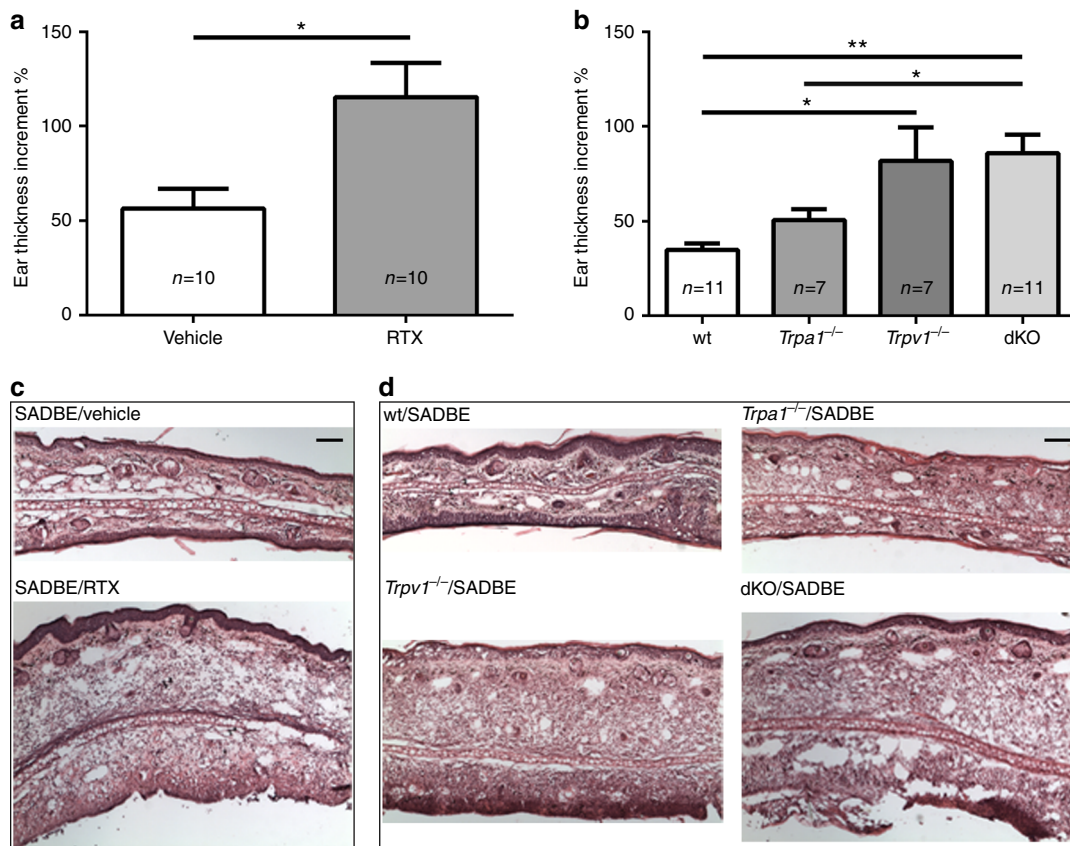 a
Ear thickness increment %
150
100
50
0
*
n=10
n=10
Vehicle
RTX
b
Ear thickness increment %
150
100
50
0
**
*
*
n=11
n=7
n=7
n=11
wt
Trpa1⁻/⁻
Trpv1⁻/⁻
dKO
c
SADBE/vehicle
SADBE/RTX
d
wt/SADBE
Trpa1⁻/⁻/SADBE
Trpv1⁻/⁻/SADBE
dKO/SADBE